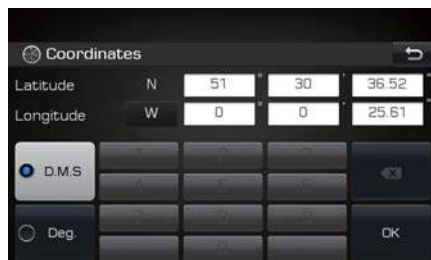 Coordinates
Latitude N 51 ° 30 ' 36.52 "
Longitude W 0 ° 0 ' 25.61 "
D.M.S
Deg.
OK